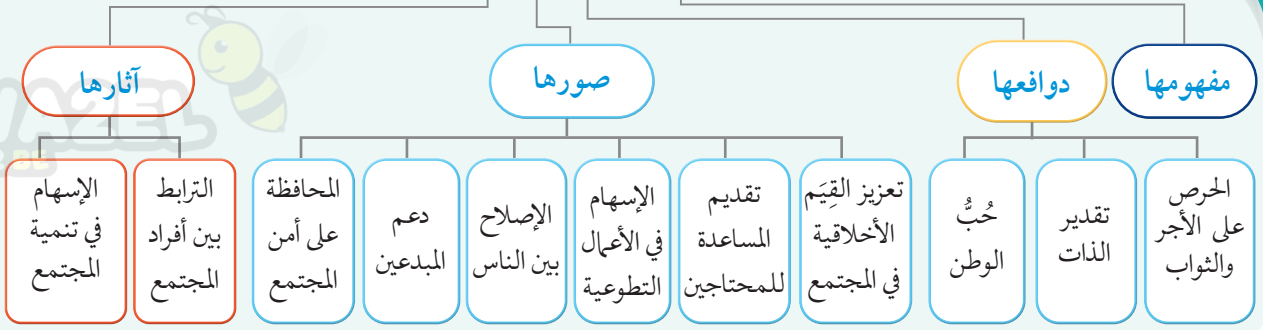 مفهومها
دوافعها
صورها
آثارها
الحرص
على الأجر
والثواب
تقدير
الذات
حُبُّ
الوطن
تعزيز القِيَم
الأخلاقية
في المجتمع
تقديم
المساعدة
للمحتاجين
الإسهام
في الأعمال
التطوعية
الإصلاح
بين الناس
دعم
المبدعين
المحافظة
على أمن
المجتمع
الترابط
بين أفراد
المجتمع
الإسهام
في تنمية
المجتمع